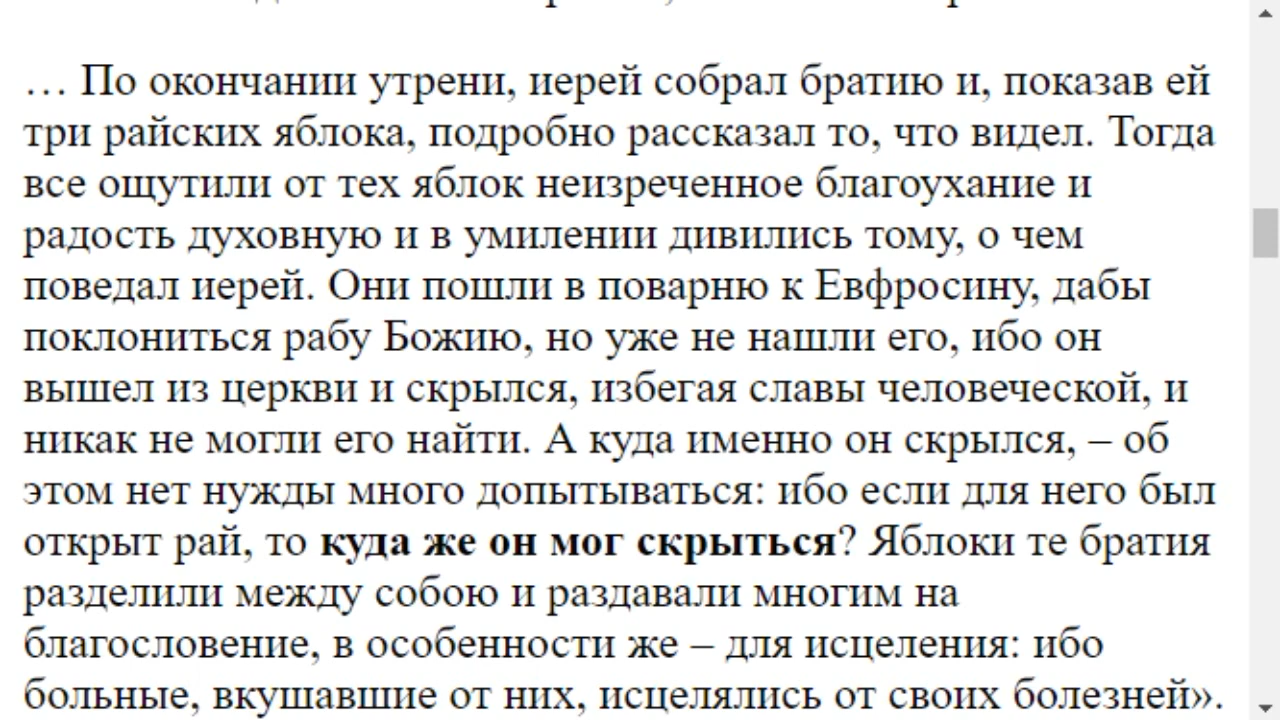 … По окончании утрени, иерей собрал братию и, показав ей
три райских яблока, подробно рассказал то, что видел. Тогда
все ощутили от тех яблок неизреченное благоухание и
радость духовную и в умилении дивились тому, о чем
поведал иерей. Они пошли в поварню к Евфросину, дабы
поклониться рабу Божию, но уже не нашли его, ибо он
вышел из церкви и скрылся, избегая славы человеческой, и
никак не могли его найти. А куда именно он скрылся, – об
этом нет нужды много допытываться: ибо если для него был
открыт рай, то куда же он мог скрыться? Яблоки те братия
разделили между собою и раздавали многим на
благословение, в особенности же – для исцеления: ибо
больные, вкушавшие от них, исцелялись от своих болезней».